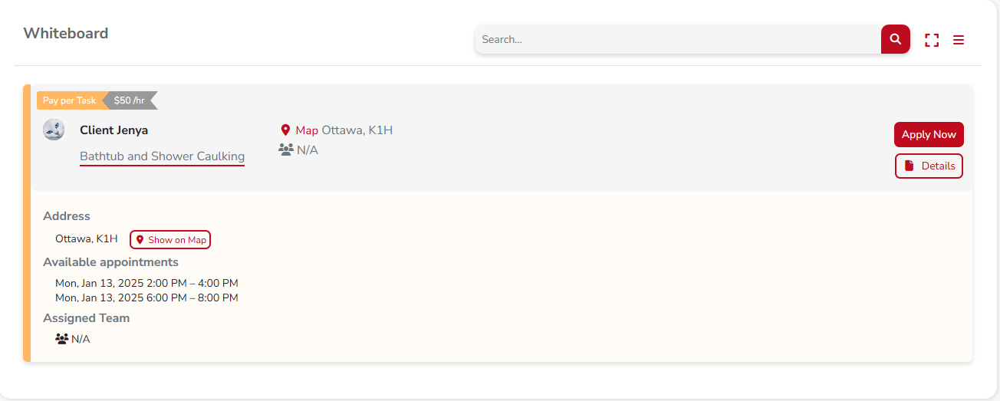 Whiteboard
Search...
Pay per Task $50 /hr
Client Jenya
Bathtub and Shower Caulking
Map Ottawa, K1H
N/A
Apply Now
Details
Address
Ottawa, K1H Show on Map
Available appointments
Mon, Jan 13, 2025 2:00 PM – 4:00 PM
Mon, Jan 13, 2025 6:00 PM – 8:00 PM
Assigned Team
N/A